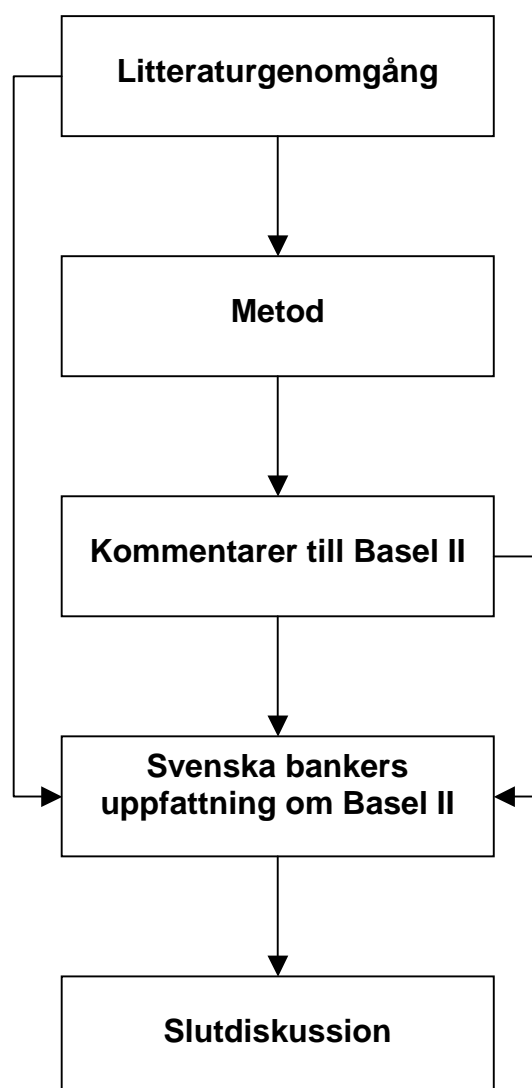 Litteraturgenomgång
Metod
Kommentarer till Basel II
Svenska bankers
uppfattning om Basel II
Slutdiskussion